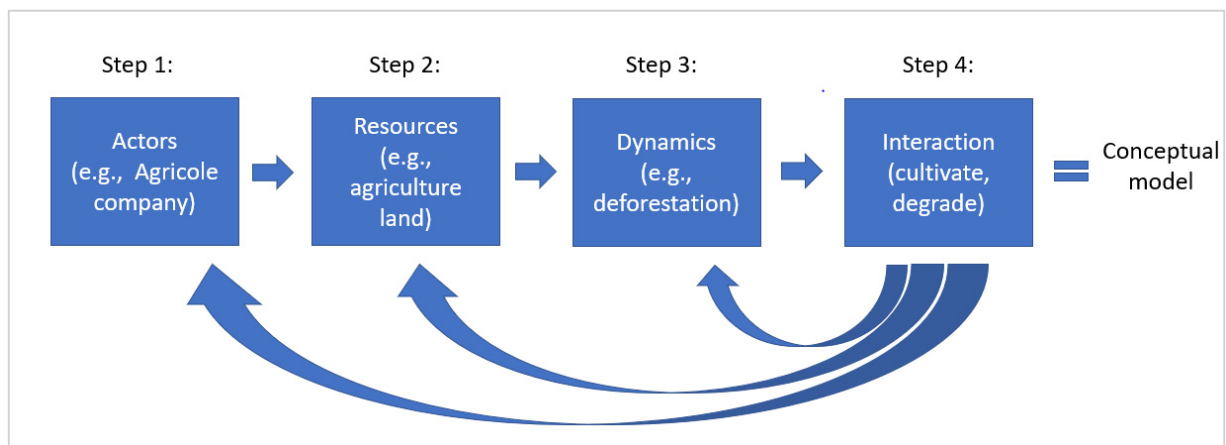 Step 1:
Step 2:
Step 3:
Step 4:
Actors
(e.g., Agricole
company)
Resources
(e.g.,
agriculture
land)
Dynamics
(e.g.,
deforestation)
Interaction
(cultivate,
degrade)
Conceptual
model